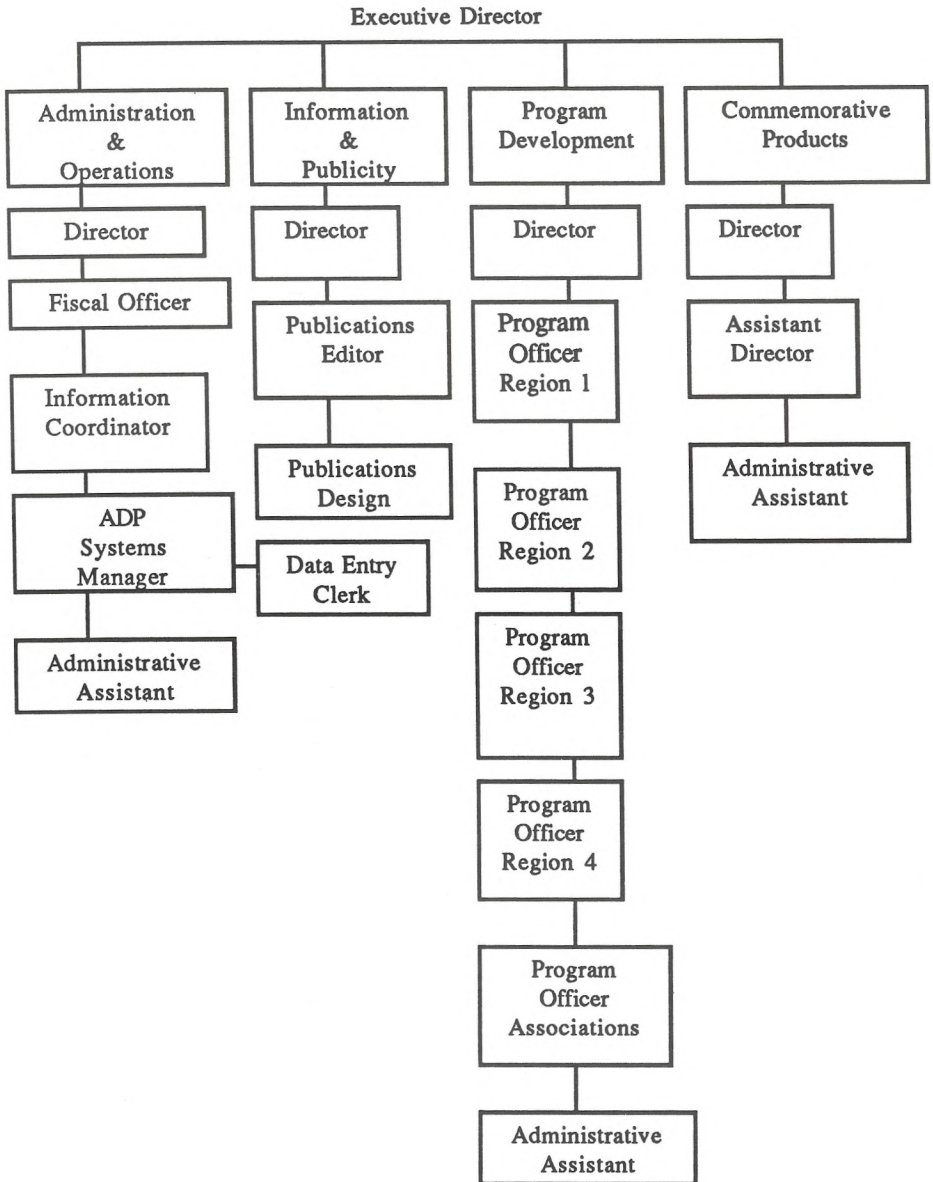 Executive Director
Administration
&
Operations
Director
Fiscal Officer
Information
Coordinator
ADP
Systems
Manager
Data Entry
Clerk
Administrative
Assistant
Information
&
Publicity
Director
Publications
Editor
Publications
Design
Program
Development
Director
Program
Officer
Region 1
Program
Officer
Region 2
Program
Officer
Region 3
Program
Officer
Region 4
Program
Officer
Associations
Administrative
Assistant
Commemorative
Products
Director
Assistant
Director
Administrative
Assistant